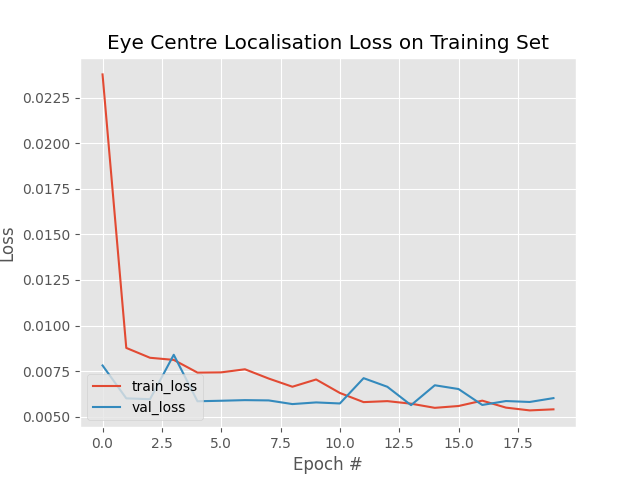 Eye Centre Localisation Loss on Training Set
0.0225
0.0200
0.0175
0.0150
0.0125
0.0100
0.0075
0.0050
Loss
train_loss
val_loss
0.0 2.5 5.0 7.5 10.0 12.5 15.0 17.5
Epoch #